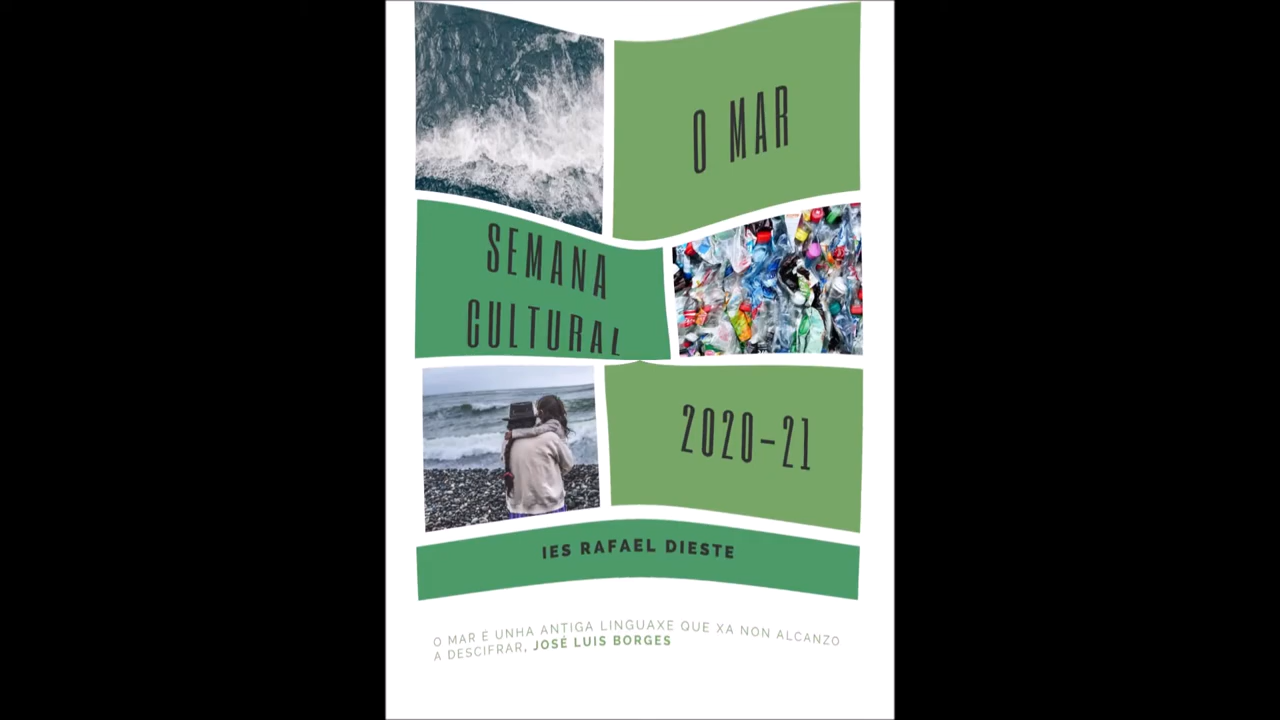 O MAR
SEMANA
CULTURAL
2020-21
IES RAFAEL DIESTE
O MAR É UNHA ANTIGA LINGUAXE QUE XA NON ALCANZO
A DESCIFRAR, JOSÉ LUIS BORGES